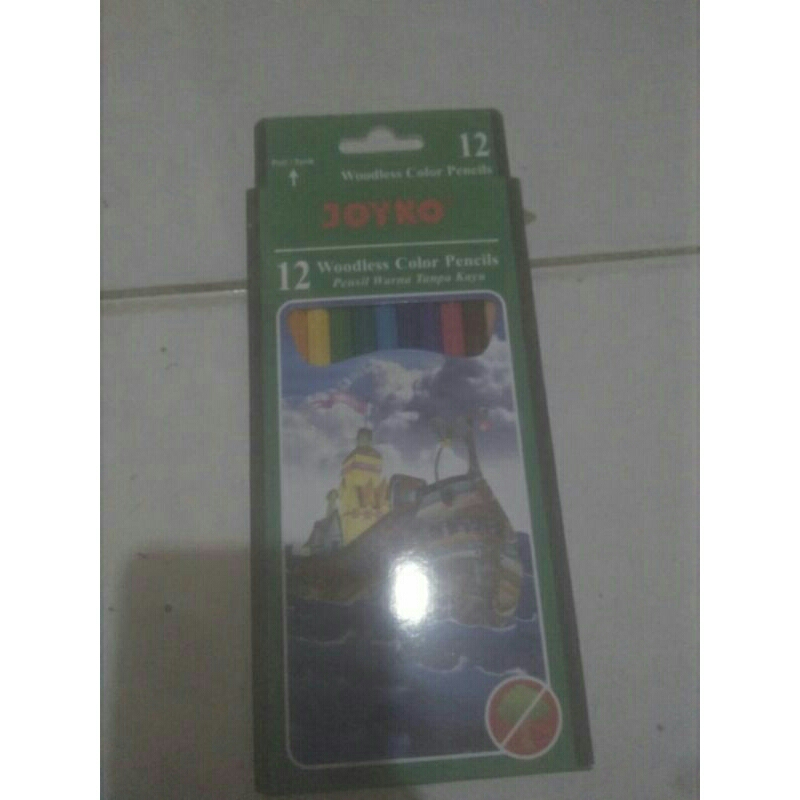 12
Woodless Color Pencils
JOYKO
12 Woodless Color Pencils
Pensil Warna Tanpa Kayu